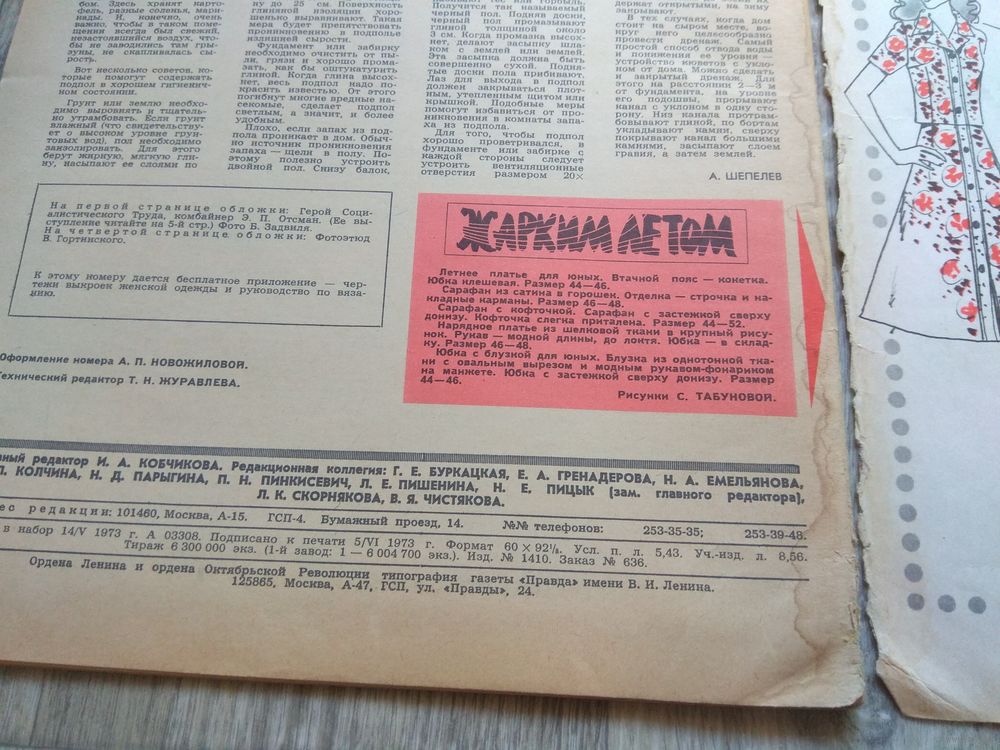 бом. Здесь хранят карто-
фель, разные соленья, мари-
нады. И, конечно, очень
важно, чтобы в таком поме-
щении всегда был свежий,
незастоявшийся воздух, что-
бы не заводились там гры-
зуны, не скапливалась сы-
рость.
Вот несколько советов, ко-
торые помогут содержать
подпол в хорошем гигиенич-
ном состоянии.
Грунт или землю необхо-
димо выровнять и тщатель-
но утрамбовать. Если грунт
влажный (что свидетельству-
ет о высоком уровне грун-
товых вод), пол необходимо
заизолировать. Для этого
берут жирную, мягкую гли-
ну, насыпают ее слоями по
ну до 25 см. Поверхность
глиняной изоляции хоро-
шенько выравнивают. Такая
мера будет препятствовать
проникновению в подполье
излишней сырости.
Фундамент или забирку
необходимо очистить от пы-
ли, грязи и хорошо прома-
зать, как бы оштукатурить
глиной. Когда глина высох-
нет, весь подпол надо по-
красить известью. От этого
погибнут многие вредные на-
секомые, сделает подпол
светлым, а значит, и более
удобным.
Плохо, если запах из под-
пола проникает в дом. Обыч-
но источник проникновения
запаха — щели в полу. По-
этому полезно устроить
двойной пол. Снизу балок,
Получится так называемый
черный пол. Подняв доски,
черный пол промазывают
глиной толщиной около
3 см. Когда промазка высох-
нет, делают засыпку шла-
ком с землей или землей.
Эта засыпка должна быть
совершенно сухой. Подня-
тые доски пола прибивают.
Лаз для выхода в подпол
должен закрываться плот-
ным, утепленным щитом или
крышкой. Подобные меры
помогут избавиться от про-
никновения в комнаты запа-
ха из подпола.
Для того, чтобы подпол
хорошо проветривался, в
фундаменте или забирке с
каждой стороны следует
устроить вентиляционные
отверстия размером 20×
держат открытыми, на зиму
закрывают.
В тех случаях, когда дом
стоит на сыром месте, во-
круг него целесообразно
провести дренаж. Самый
простой способ отвода воды
и понижения ее уровня —
устройство кюветов с укло-
ном от дома. Можно сделать
и закрытый дренаж. Для
этого на расстоянии 2—3 м
от фундамента, на уровне
его подошвы, прорывают
канал с уклоном в одну сто-
рону. Низ канала протрам-
бовывают глиной, по бортам
укладывают камни, сверху
покрывают канал большими
камнями, засыпают слоем
гравия, а затем землей.
А. ШЕПЕЛЕВ
На первой странице обложки: Герой Соци-
алистического Труда, комбайнер Э. П. Отсман. (Ее вы-
ступление читайте на 5-й стр.) Фото Б. Задвиля.
На четвертой странице обложки: Фотоэтюд
В. Гортинского.
К этому номеру дается бесплатное приложение — чер-
тежи выкроек женской одежды и руководство по вяза-
нию.
Оформление номера А. П. НОВОЖИЛОВОЙ.
Технический редактор Т. Н. ЖУРАВЛЕВА.
ЖАРКИМ ЛЕТОМ
Летнее платье для юных. Втачной пояс — кокетка.
Юбка клешевая. Размер 44—46.
Сарафан из сатина в горошек. Отделка — строчка и на-
кладные карманы. Размер 46—48.
Сарафан с кофточкой. Сарафан с застежкой сверху
донизу. Кофточка слегка приталена. Размер 44—52.
Нарядное платье из шелковой ткани в крупный рису-
нок. Рукав — модной длины, до локтя. Юбка — в склад-
ку. Размер 46—48.
Юбка с блузкой для юных. Блузка из однотонной тка-
ни с овальным вырезом и модным рукавом-фонариком
на манжете. Юбка с застежкой сверху донизу. Размер
44—46.
Рисунки С. ТАБУНОВОЙ.
вный редактор И. А. КОБЧИКОВА. Редакционная коллегия: Г. Е. БУРКАЦКАЯ, Е. А. ГРЕНАДЕРОВА, Н. А. ЕМЕЛЬЯНОВА,
П. КОЛЧИНА, Н. Д. ПАРЫГИНА, П. Н. ПИНКИСЕВИЧ, Л. Е. ПИШЕНИНА, Н. Е. ПИЦЫК (зам. главного редактора),
Л. К. СКОРНЯКОВА, В. Я. ЧИСТЯКОВА.
ес редакции: 101460, Москва, А-15. ГСП-4. Бумажный проезд, 14. №№ телефонов: 253-35-35; 253-39-48.
в набор 14/V 1973 г. А 03308. Подписано к печати 5/VI 1973 г. Формат 60 × 92⅛. Усл. п. л. 5,43. Уч.-изд. л. 8,56.
Тираж 6 300 000 экз. (1-й завод: 1 — 6 004 700 экз.). Изд. № 1410. Заказ № 636.
Ордена Ленина и ордена Октябрьской Революции типография газеты «Правда» имени В. И. Ленина.
125865, Москва, А-47, ГСП, ул. «Правды», 24.